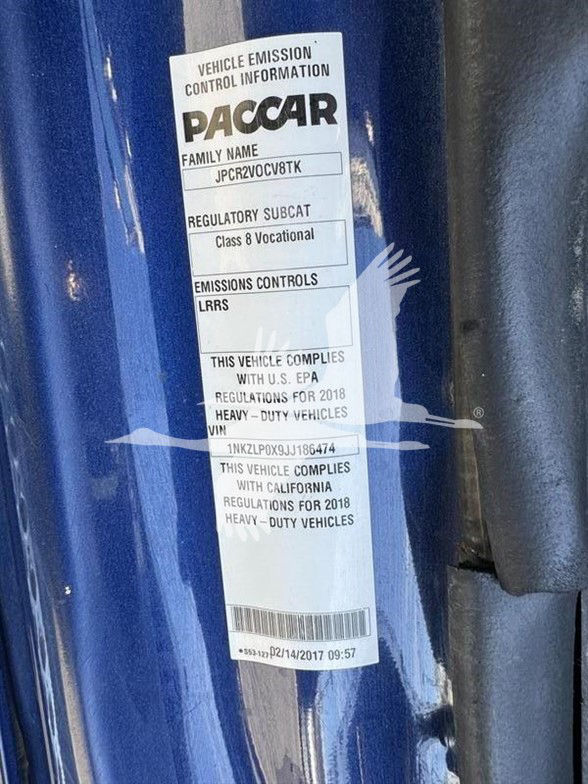 VEHICLE EMISSION
CONTROL INFORMATION
PACCAR
FAMILY NAME
JPCR2VOCV8TK
REGULATORY SUBCAT
Class 8 Vocational
EMISSIONS CONTROLS
LRRS
THIS VEHICLE COMPLIES
WITH U.S. EPA
REGULATIONS FOR 2018
HEAVY-DUTY VEHICLES
VIN
1NKZLP0X9JJ186474
THIS VEHICLE COMPLIES
WITH CALIFORNIA
REGULATIONS FOR 2018
HEAVY-DUTY VEHICLES
S53-127 02/14/2017 09:57
®